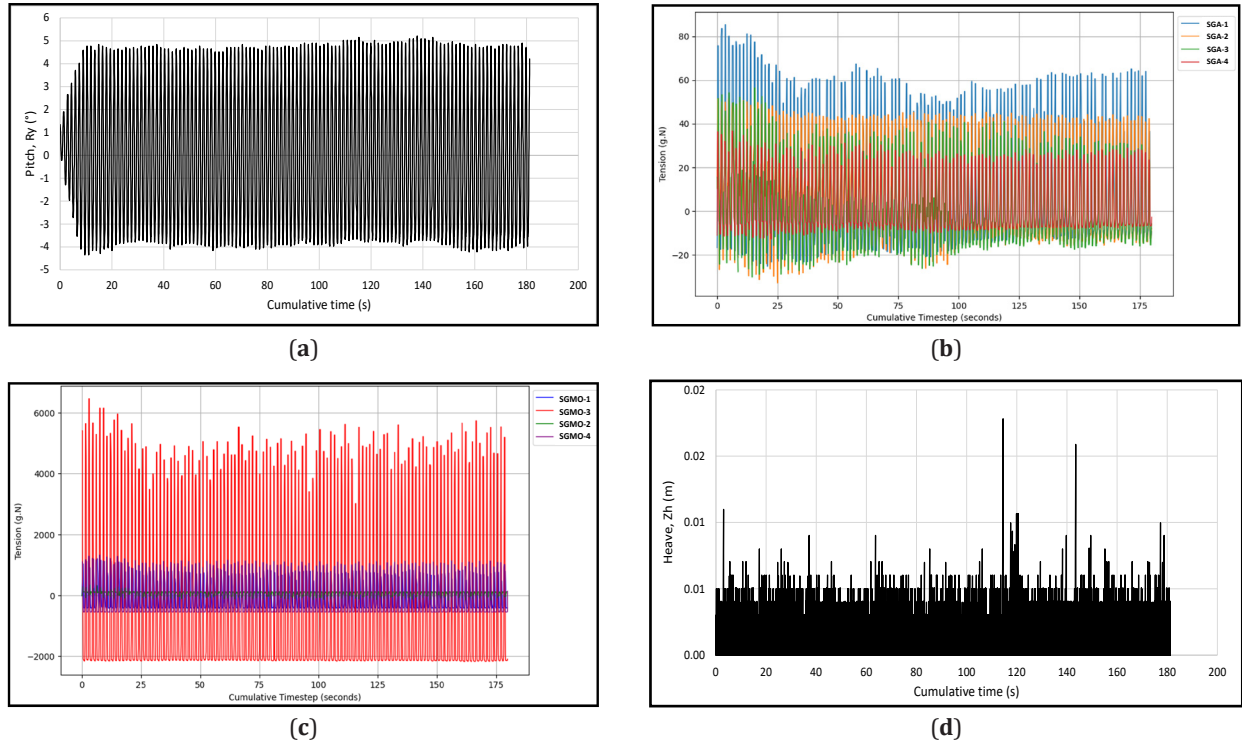 6
5
4
3
2
1
0
-1
-2
-3
-4
-5
Pitch, Ry (°)
0 20 40 60 80 100 120 140 160 180 200
Cumulative time (s)
(a)
80
60
40
20
0
−20
Tension (g.N)
0 25 50 75 100 125 150 175
Cumulative Timestep (seconds)
SGA-1
SGA-2
SGA-3
SGA-4
(b)
6000
4000
2000
0
−2000
Tension (g.N)
0 25 50 75 100 125 150 175
Cumulative Timestep (seconds)
SGMO-1
SGMO-3
SGMO-2
SGMO-4
(c)
0.02
0.02
0.01
0.01
0.00
Heave, Zh (m)
0 20 40 60 80 100 120 140 160 180 200
Cumulative time (s)
(d)